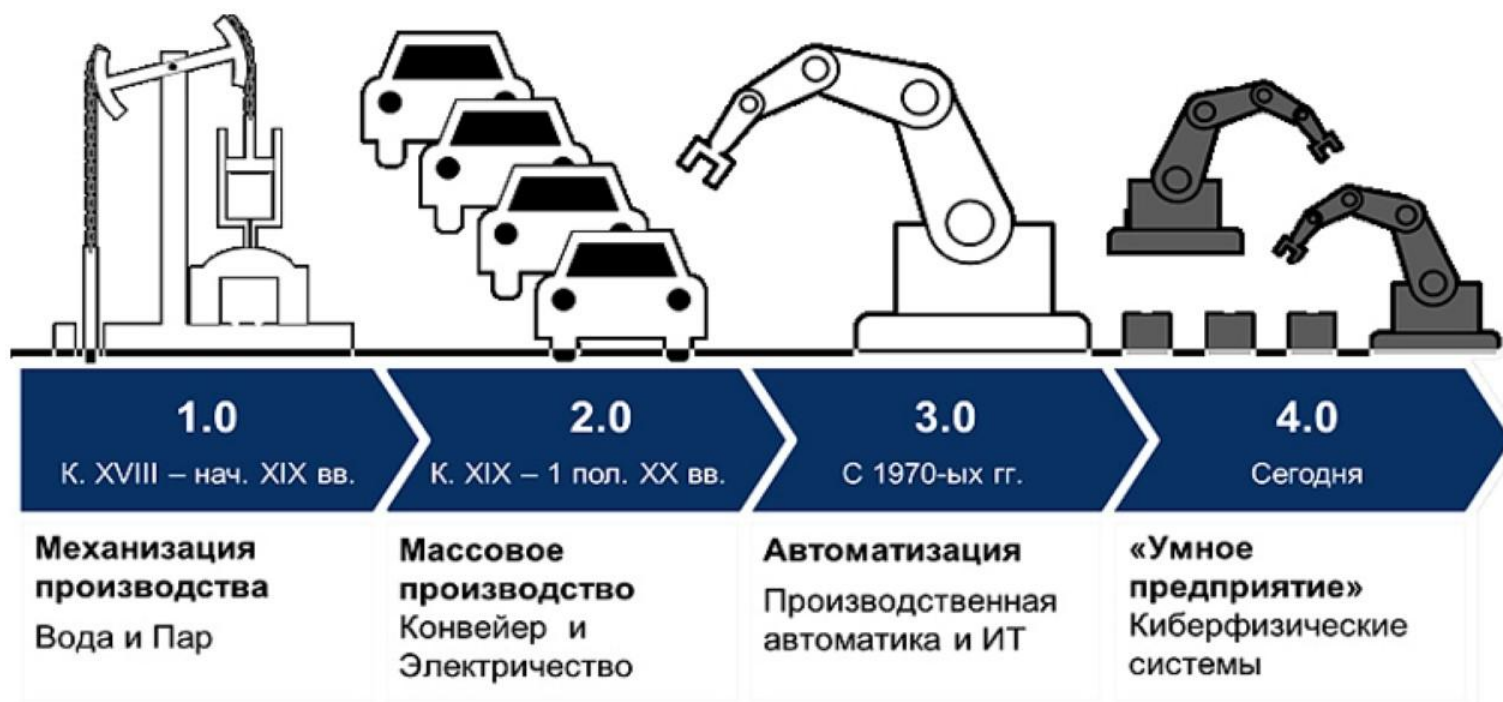 1.0
К. XVIII – нач. XIX вв.
2.0
К. XIX – 1 пол. XX вв.
3.0
С 1970-ых гг.
4.0
Сегодня
Механизация
производства
Вода и Пар
Массовое
производство
Конвейер и
Электричество
Автоматизация
Производственная
автоматика и ИТ
«Умное
предприятие»
Киберфизические
системы